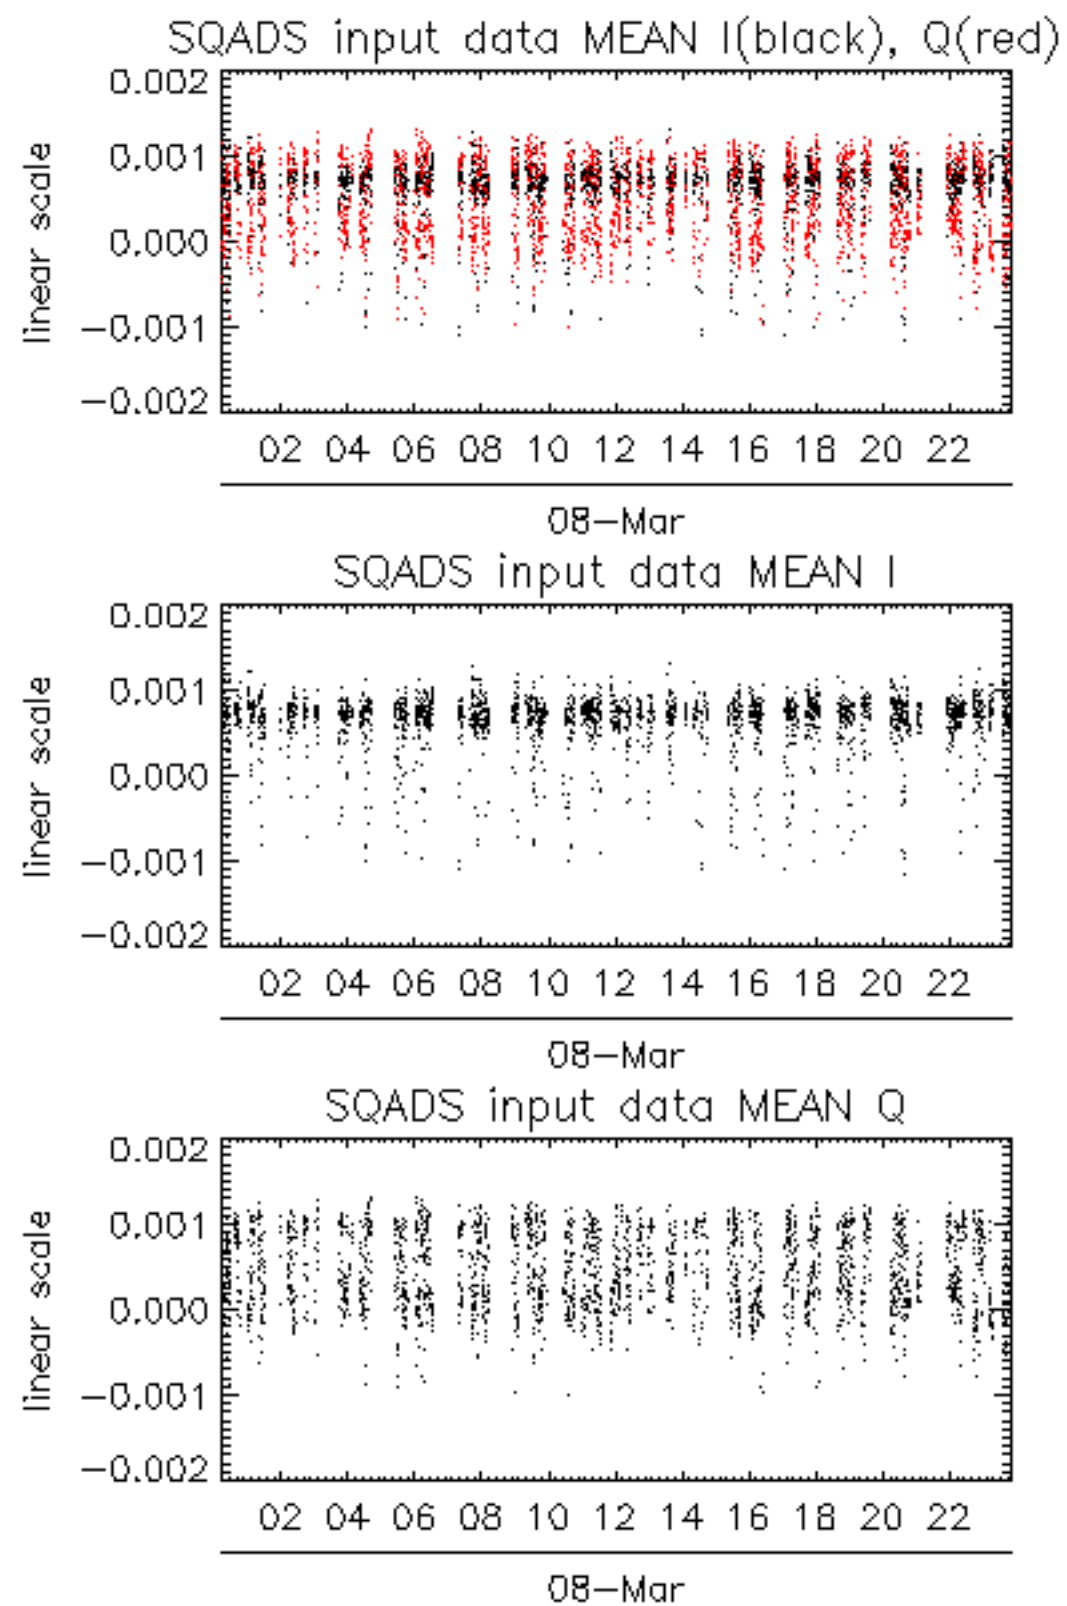 SQADS input data MEAN I(black), Q(red)
linear scale
0.002
0.001
0.000
−0.001
−0.002
02 04 06 08 10 12 14 16 18 20 22
08−Mar
SQADS input data MEAN I
linear scale
0.002
0.001
0.000
−0.001
−0.002
02 04 06 08 10 12 14 16 18 20 22
08−Mar
SQADS input data MEAN Q
linear scale
0.002
0.001
0.000
−0.001
−0.002
02 04 06 08 10 12 14 16 18 20 22
08−Mar